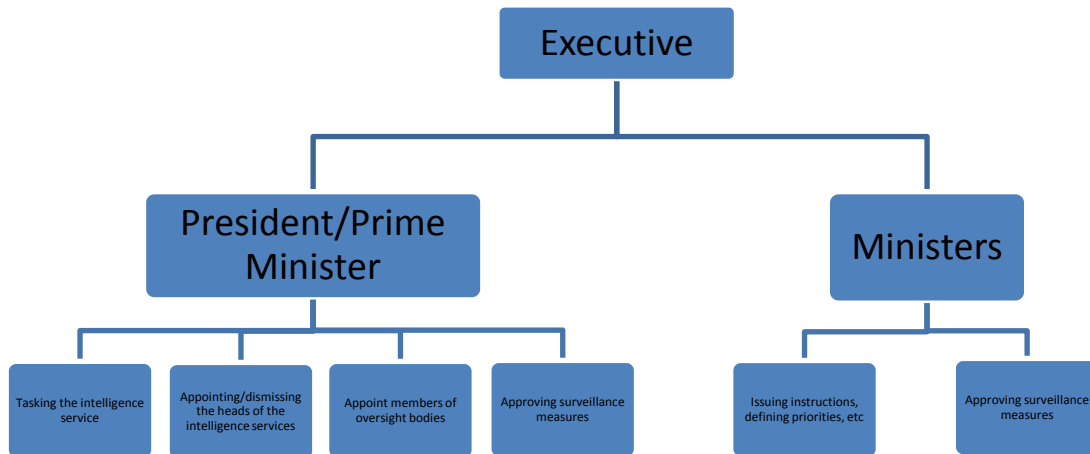 Executive
President/Prime
Minister
Ministers
Tasking the intelligence
service
Appointing/dismissing
the heads of the
intelligence services
Appoint members of
oversight bodies
Approving surveillance
measures
Issuing instructions,
defining priorities, etc
Approving surveillance
measures